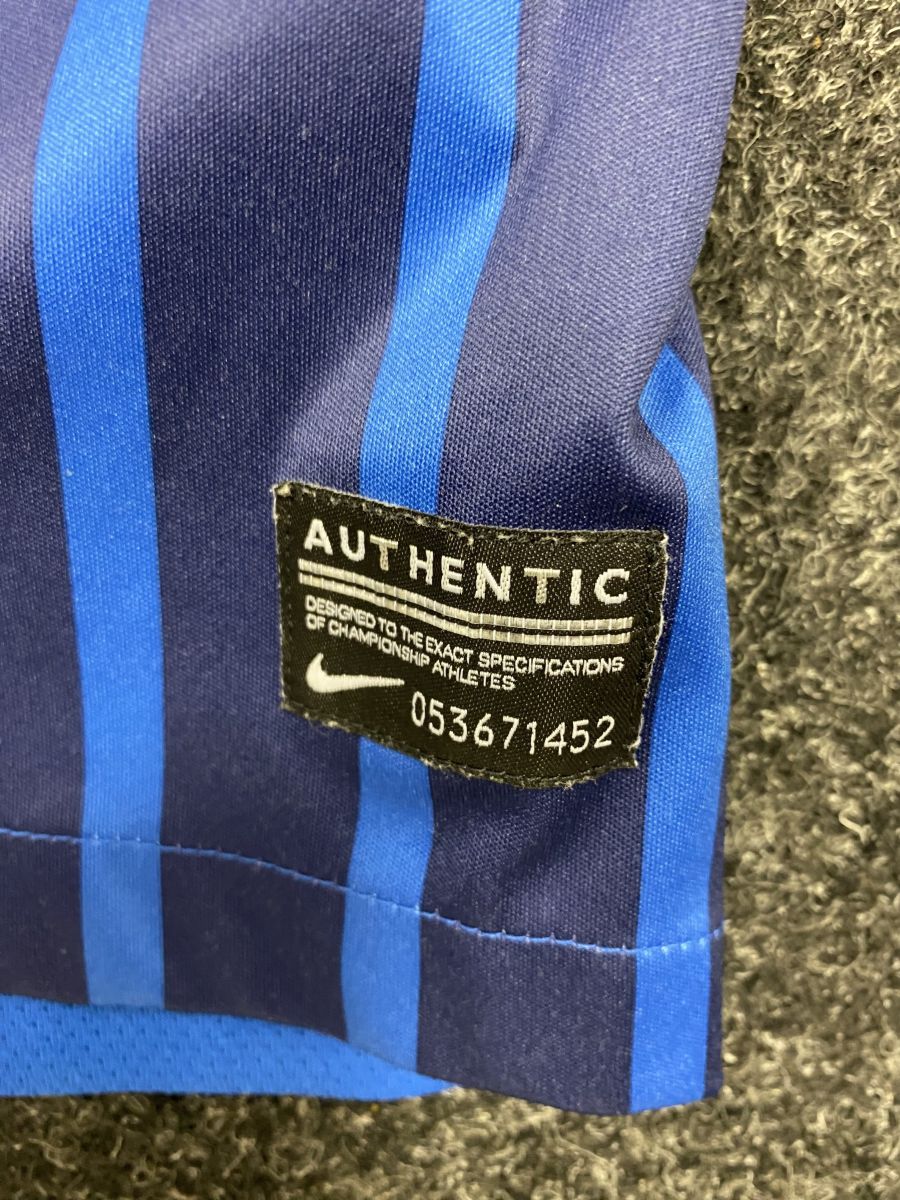 AUTHENTIC
DESIGNED TO THE EXACT SPECIFICATIONS
OF CHAMPIONSHIP ATHLETES
053671452